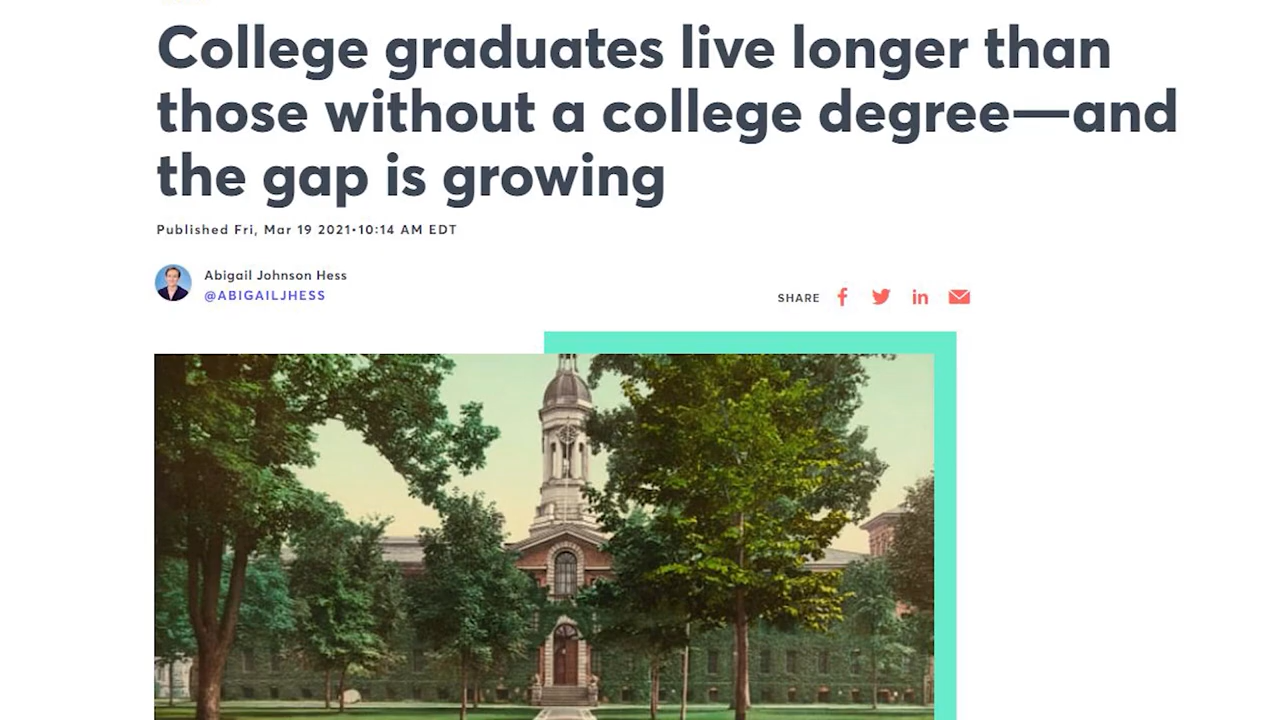 College graduates live longer than
those without a college degree—and
the gap is growing
Published Fri, Mar 19 2021•10:14 AM EDT
Abigail Johnson Hess
@ABIGAILJHESS
SHARE